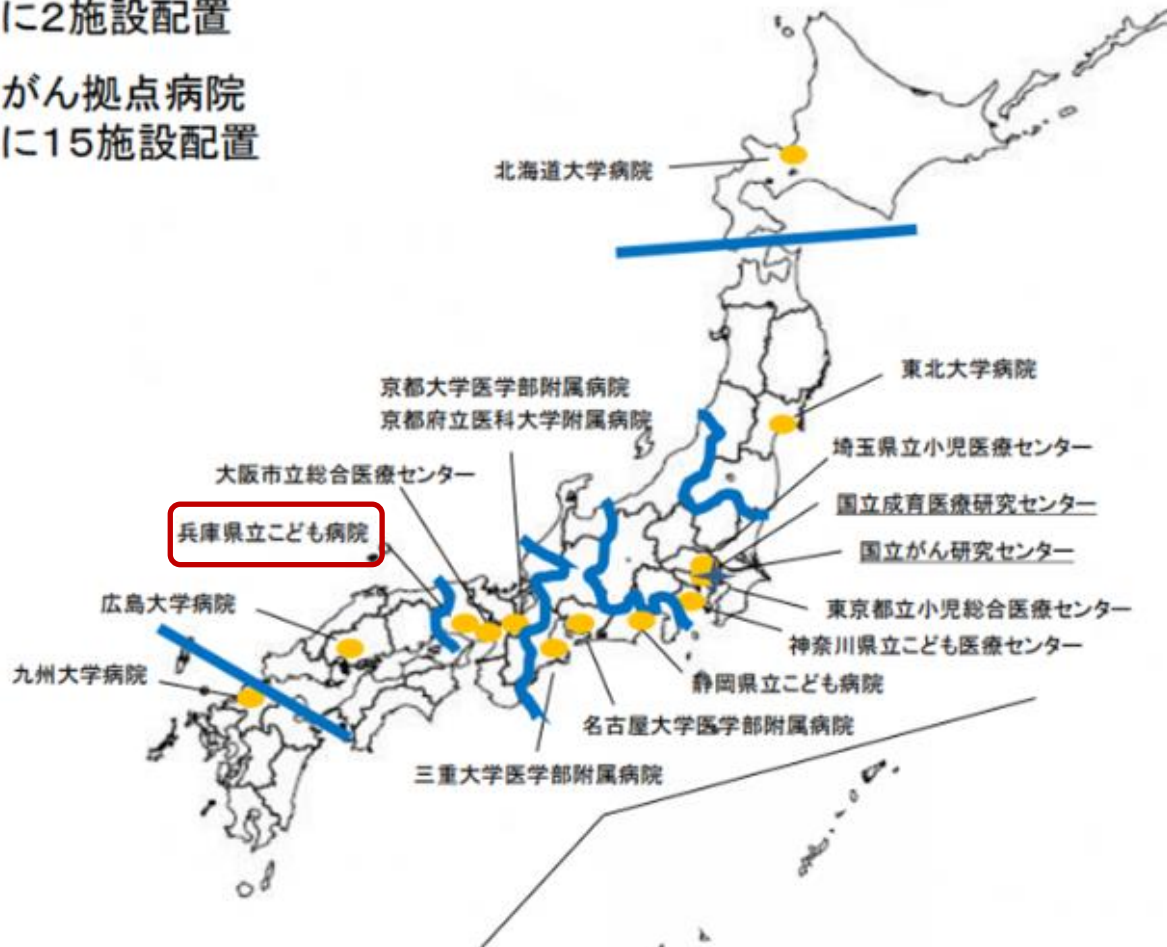 に2施設配置
がん拠点病院
に15施設配置
北海道大学病院
東北大学病院
京都大学医学部附属病院
京都府立医科大学附属病院
埼玉県立小児医療センター
大阪市立総合医療センター
国立成育医療研究センター
兵庫県立こども病院
国立がん研究センター
広島大学病院
東京都立小児総合医療センター
神奈川県立こども医療センター
九州大学病院
静岡県立こども病院
名古屋大学医学部附属病院
三重大学医学部附属病院